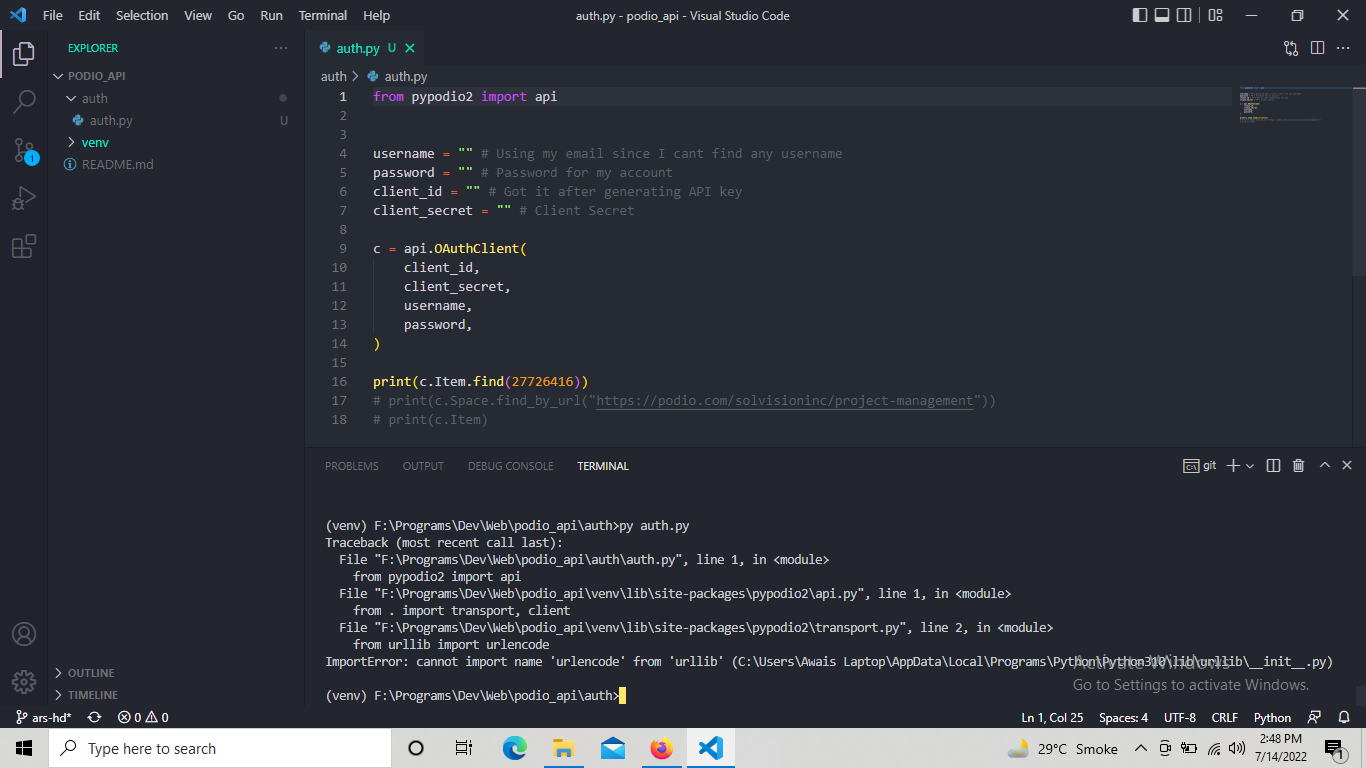 File Edit Selection View Go Run Terminal Help
auth.py - podio_api - Visual Studio Code
EXPLORER
PODIO_API
auth
auth.py U
venv
README.md
OUTLINE
TIMELINE
1
auth.py U
auth > auth.py
1 from pypodio2 import api
2
3
4 username = "" # Using my email since I cant find any username
5 password = "" # Password for my account
6 client_id = "" # Got it after generating API key
7 client_secret = "" # Client Secret
8
9 c = api.OAuthClient(
10 client_id,
11 client_secret,
12 username,
13 password,
14 )
15
16 print(c.Item.find(27726416))
17 # print(c.Space.find_by_url("https://podio.com/solvisioninc/project-management"))
18 # print(c.Item)
PROBLEMS OUTPUT DEBUG CONSOLE TERMINAL
git
(venv) F:\Programs\Dev\Web\podio_api\auth>py auth.py
Traceback (most recent call last):
File "F:\Programs\Dev\Web\podio_api\auth\auth.py", line 1, in <module>
from pypodio2 import api
File "F:\Programs\Dev\Web\podio_api\venv\lib\site-packages\pypodio2\api.py", line 1, in <module>
from . import transport, client
File "F:\Programs\Dev\Web\podio_api\venv\lib\site-packages\pypodio2\transport.py", line 2, in <module>
from urllib import urlencode
ImportError: cannot import name 'urlencode' from 'urllib' (C:\Users\Awais Laptop\AppData\Local\Programs\Python\Python310\lib\urllib\__init__.py)
(venv) F:\Programs\Dev\Web\podio_api\auth>
Activate Windows
Go to Settings to activate Windows.
ars-hd* 0 0
Ln 1, Col 25 Spaces: 4 UTF-8 CRLF Python
Type here to search
29°C Smoke
2:48 PM
7/14/2022
1